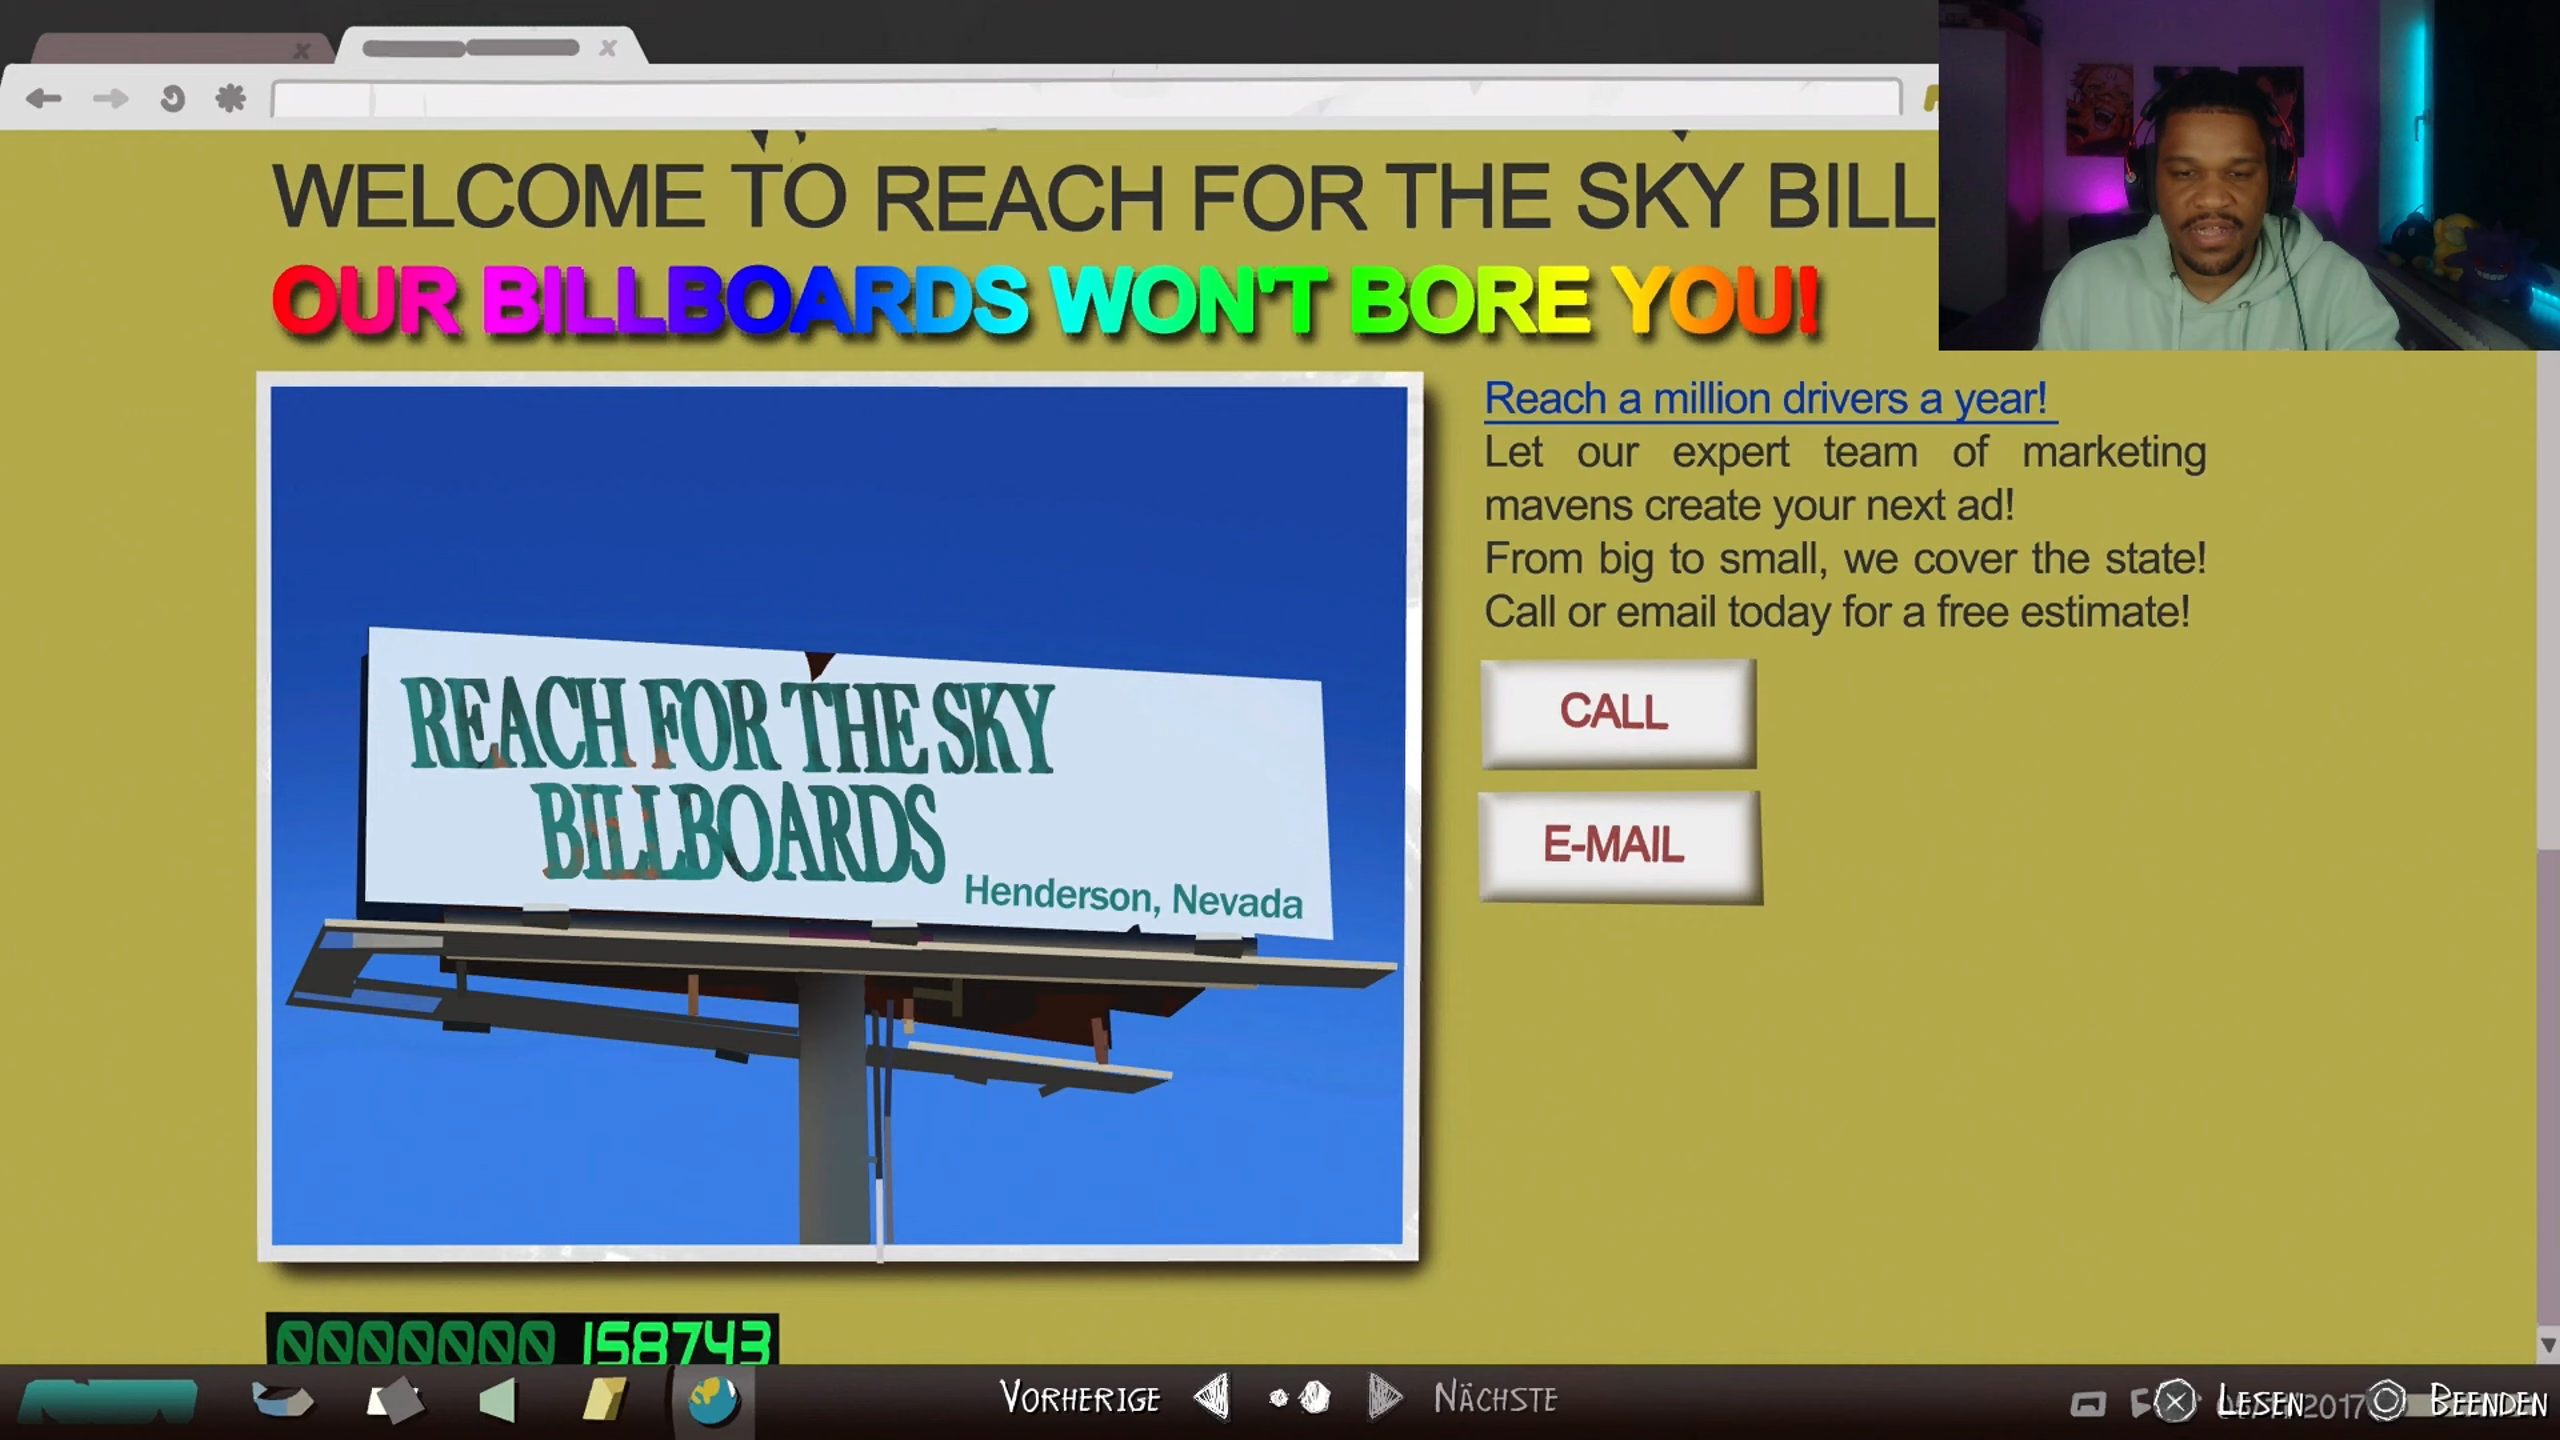 WELCOME TO REACH FOR THE SKY BILL
OUR BILLBOARDS WON'T BORE YOU!
REACH FOR THE SKY
BILLBOARDS
Henderson, Nevada
Reach a million drivers a year!
Let our expert team of marketing
mavens create your next ad!
From big to small, we cover the state!
Call or email today for a free estimate!
CALL
E-MAIL
0000000 158743
VORHERIGE
NÄCHSTE
LESEN
2017
BEENDEN